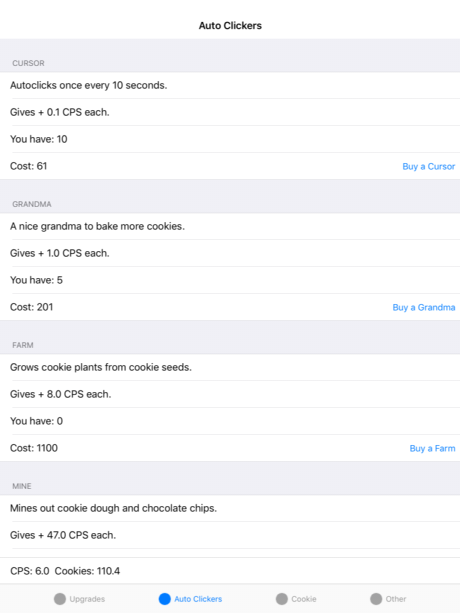 Auto Clickers
CURSOR
Autoclicks once every 10 seconds.
Gives + 0.1 CPS each.
You have: 10
Cost: 61 Buy a Cursor
GRANDMA
A nice grandma to bake more cookies.
Gives + 1.0 CPS each.
You have: 5
Cost: 201 Buy a Grandma
FARM
Grows cookie plants from cookie seeds.
Gives + 8.0 CPS each.
You have: 0
Cost: 1100 Buy a Farm
MINE
Mines out cookie dough and chocolate chips.
Gives + 47.0 CPS each.
CPS: 6.0 Cookies: 110.4
Upgrades Auto Clickers Cookie Other